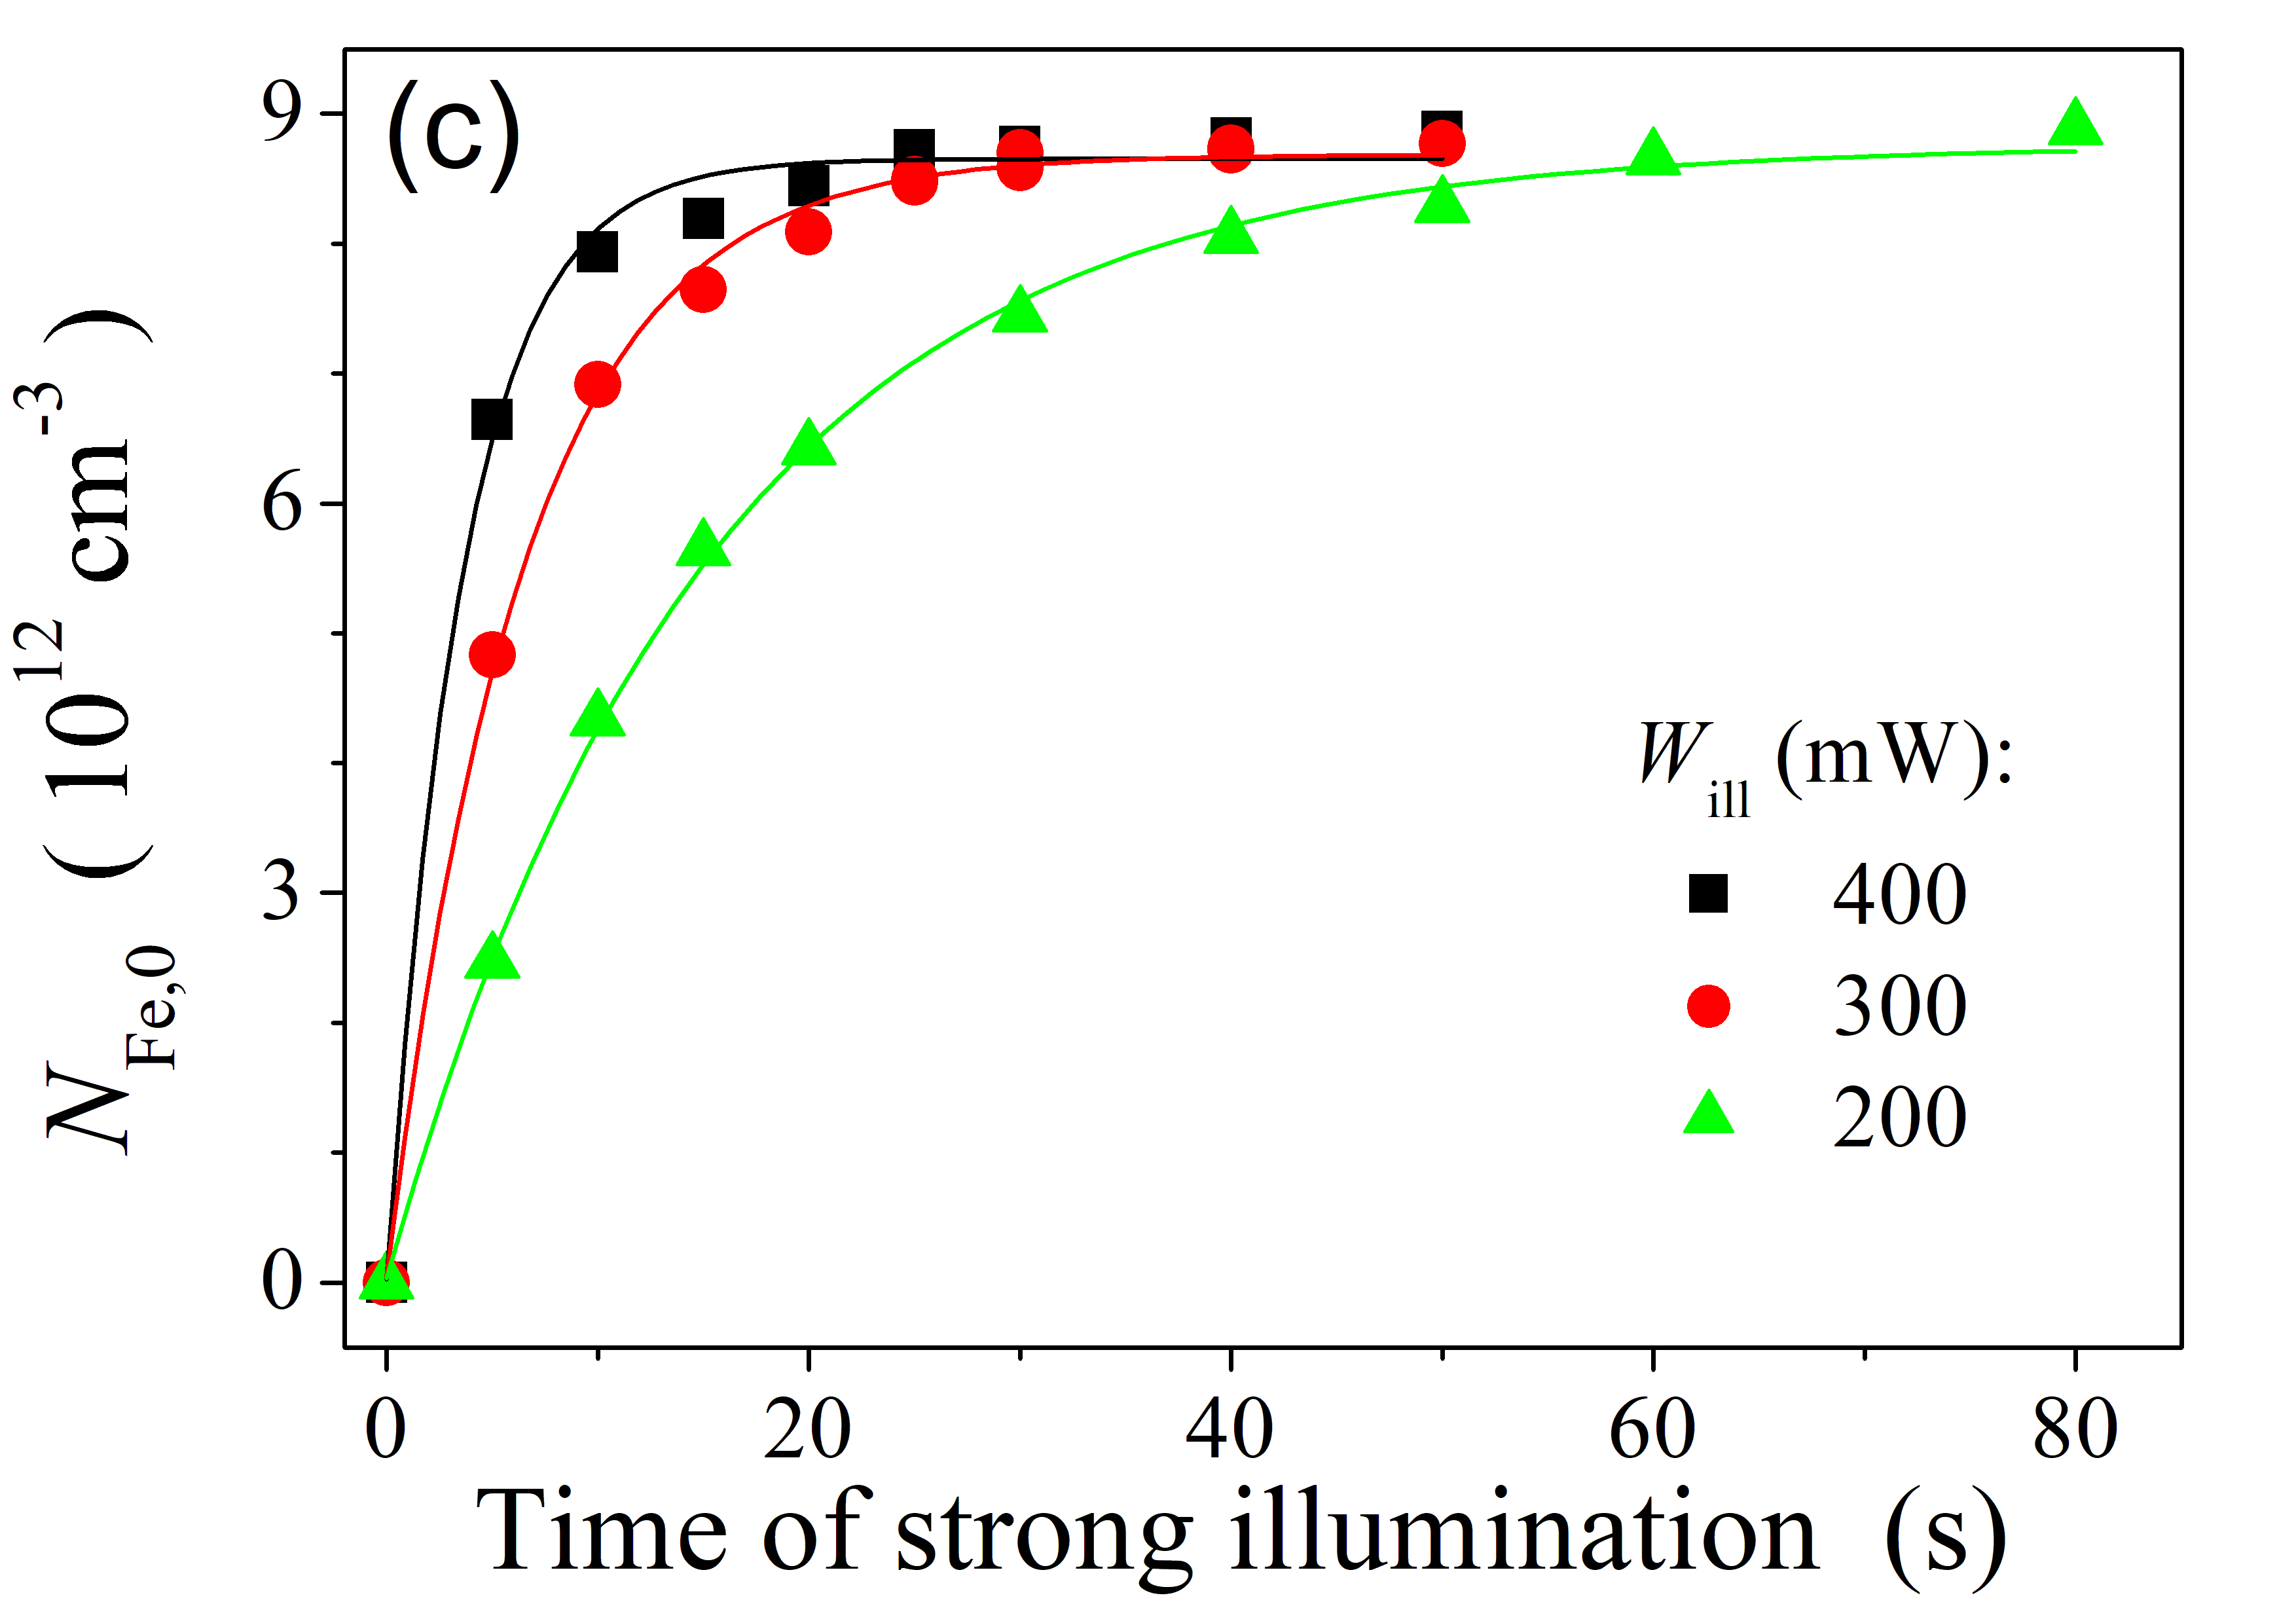 (c)
9
6
3
0
N Fe,0 ( 10^12 cm^-3 )
W ill (mW):
400
300
200
0 20 40 60 80
Time of strong illumination (s)